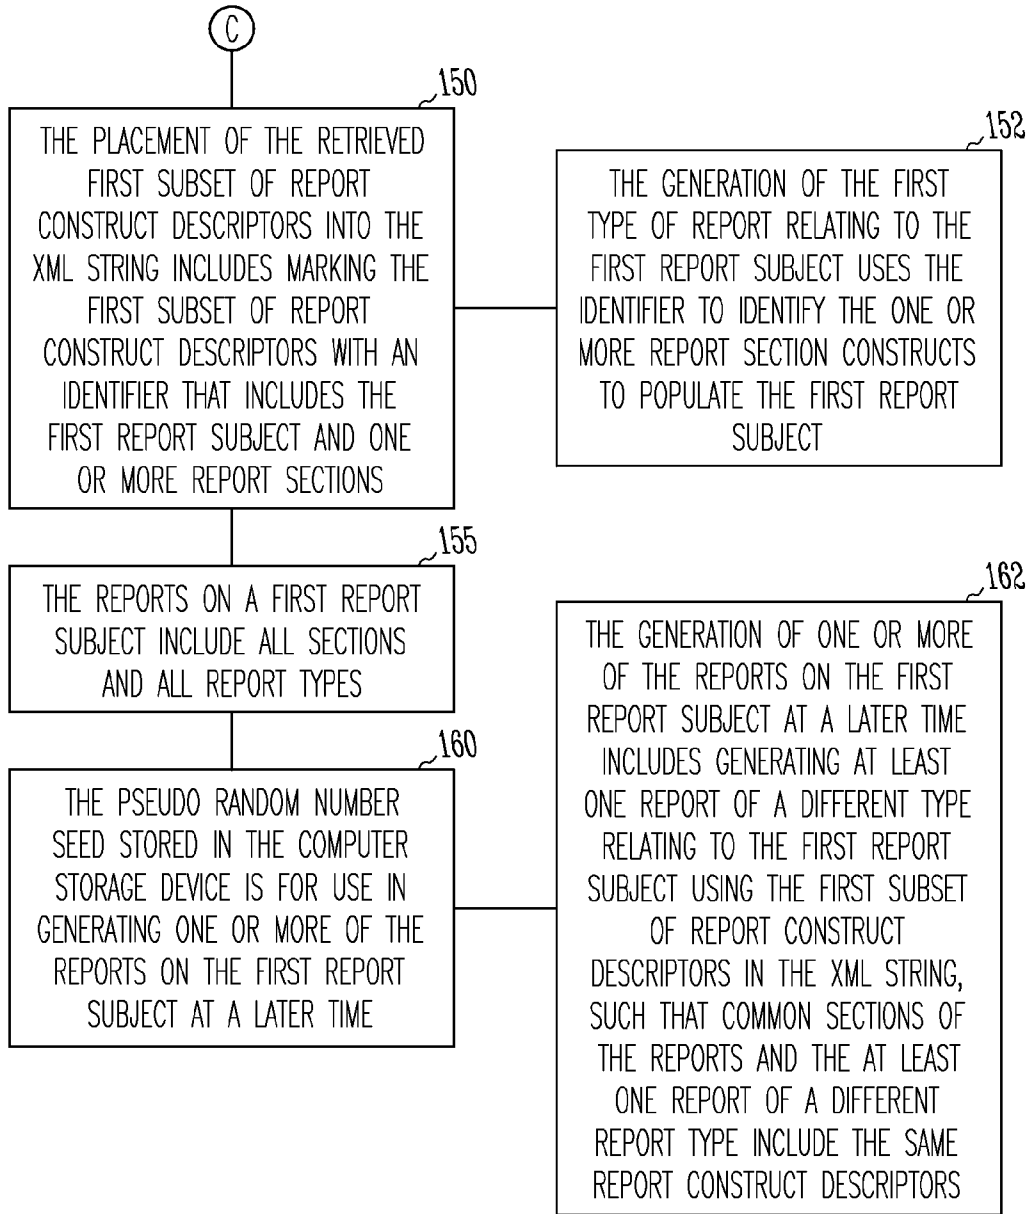 C
150
THE PLACEMENT OF THE RETRIEVED
FIRST SUBSET OF REPORT
CONSTRUCT DESCRIPTORS INTO THE
XML STRING INCLUDES MARKING THE
FIRST SUBSET OF REPORT
CONSTRUCT DESCRIPTORS WITH AN
IDENTIFIER THAT INCLUDES THE
FIRST REPORT SUBJECT AND ONE
OR MORE REPORT SECTIONS
152
THE GENERATION OF THE FIRST
TYPE OF REPORT RELATING TO THE
FIRST REPORT SUBJECT USES THE
IDENTIFIER TO IDENTIFY THE ONE OR
MORE REPORT SECTION CONSTRUCTS
TO POPULATE THE FIRST REPORT
SUBJECT
155
THE REPORTS ON A FIRST REPORT
SUBJECT INCLUDE ALL SECTIONS
AND ALL REPORT TYPES
160
THE PSEUDO RANDOM NUMBER
SEED STORED IN THE COMPUTER
STORAGE DEVICE IS FOR USE IN
GENERATING ONE OR MORE OF THE
REPORTS ON THE FIRST REPORT
SUBJECT AT A LATER TIME
162
THE GENERATION OF ONE OR MORE
OF THE REPORTS ON THE FIRST
REPORT SUBJECT AT A LATER TIME
INCLUDES GENERATING AT LEAST
ONE REPORT OF A DIFFERENT TYPE
RELATING TO THE FIRST REPORT
SUBJECT USING THE FIRST SUBSET
OF REPORT CONSTRUCT
DESCRIPTORS IN THE XML STRING,
SUCH THAT COMMON SECTIONS OF
THE REPORTS AND THE AT LEAST
ONE REPORT OF A DIFFERENT
REPORT TYPE INCLUDE THE SAME
REPORT CONSTRUCT DESCRIPTORS